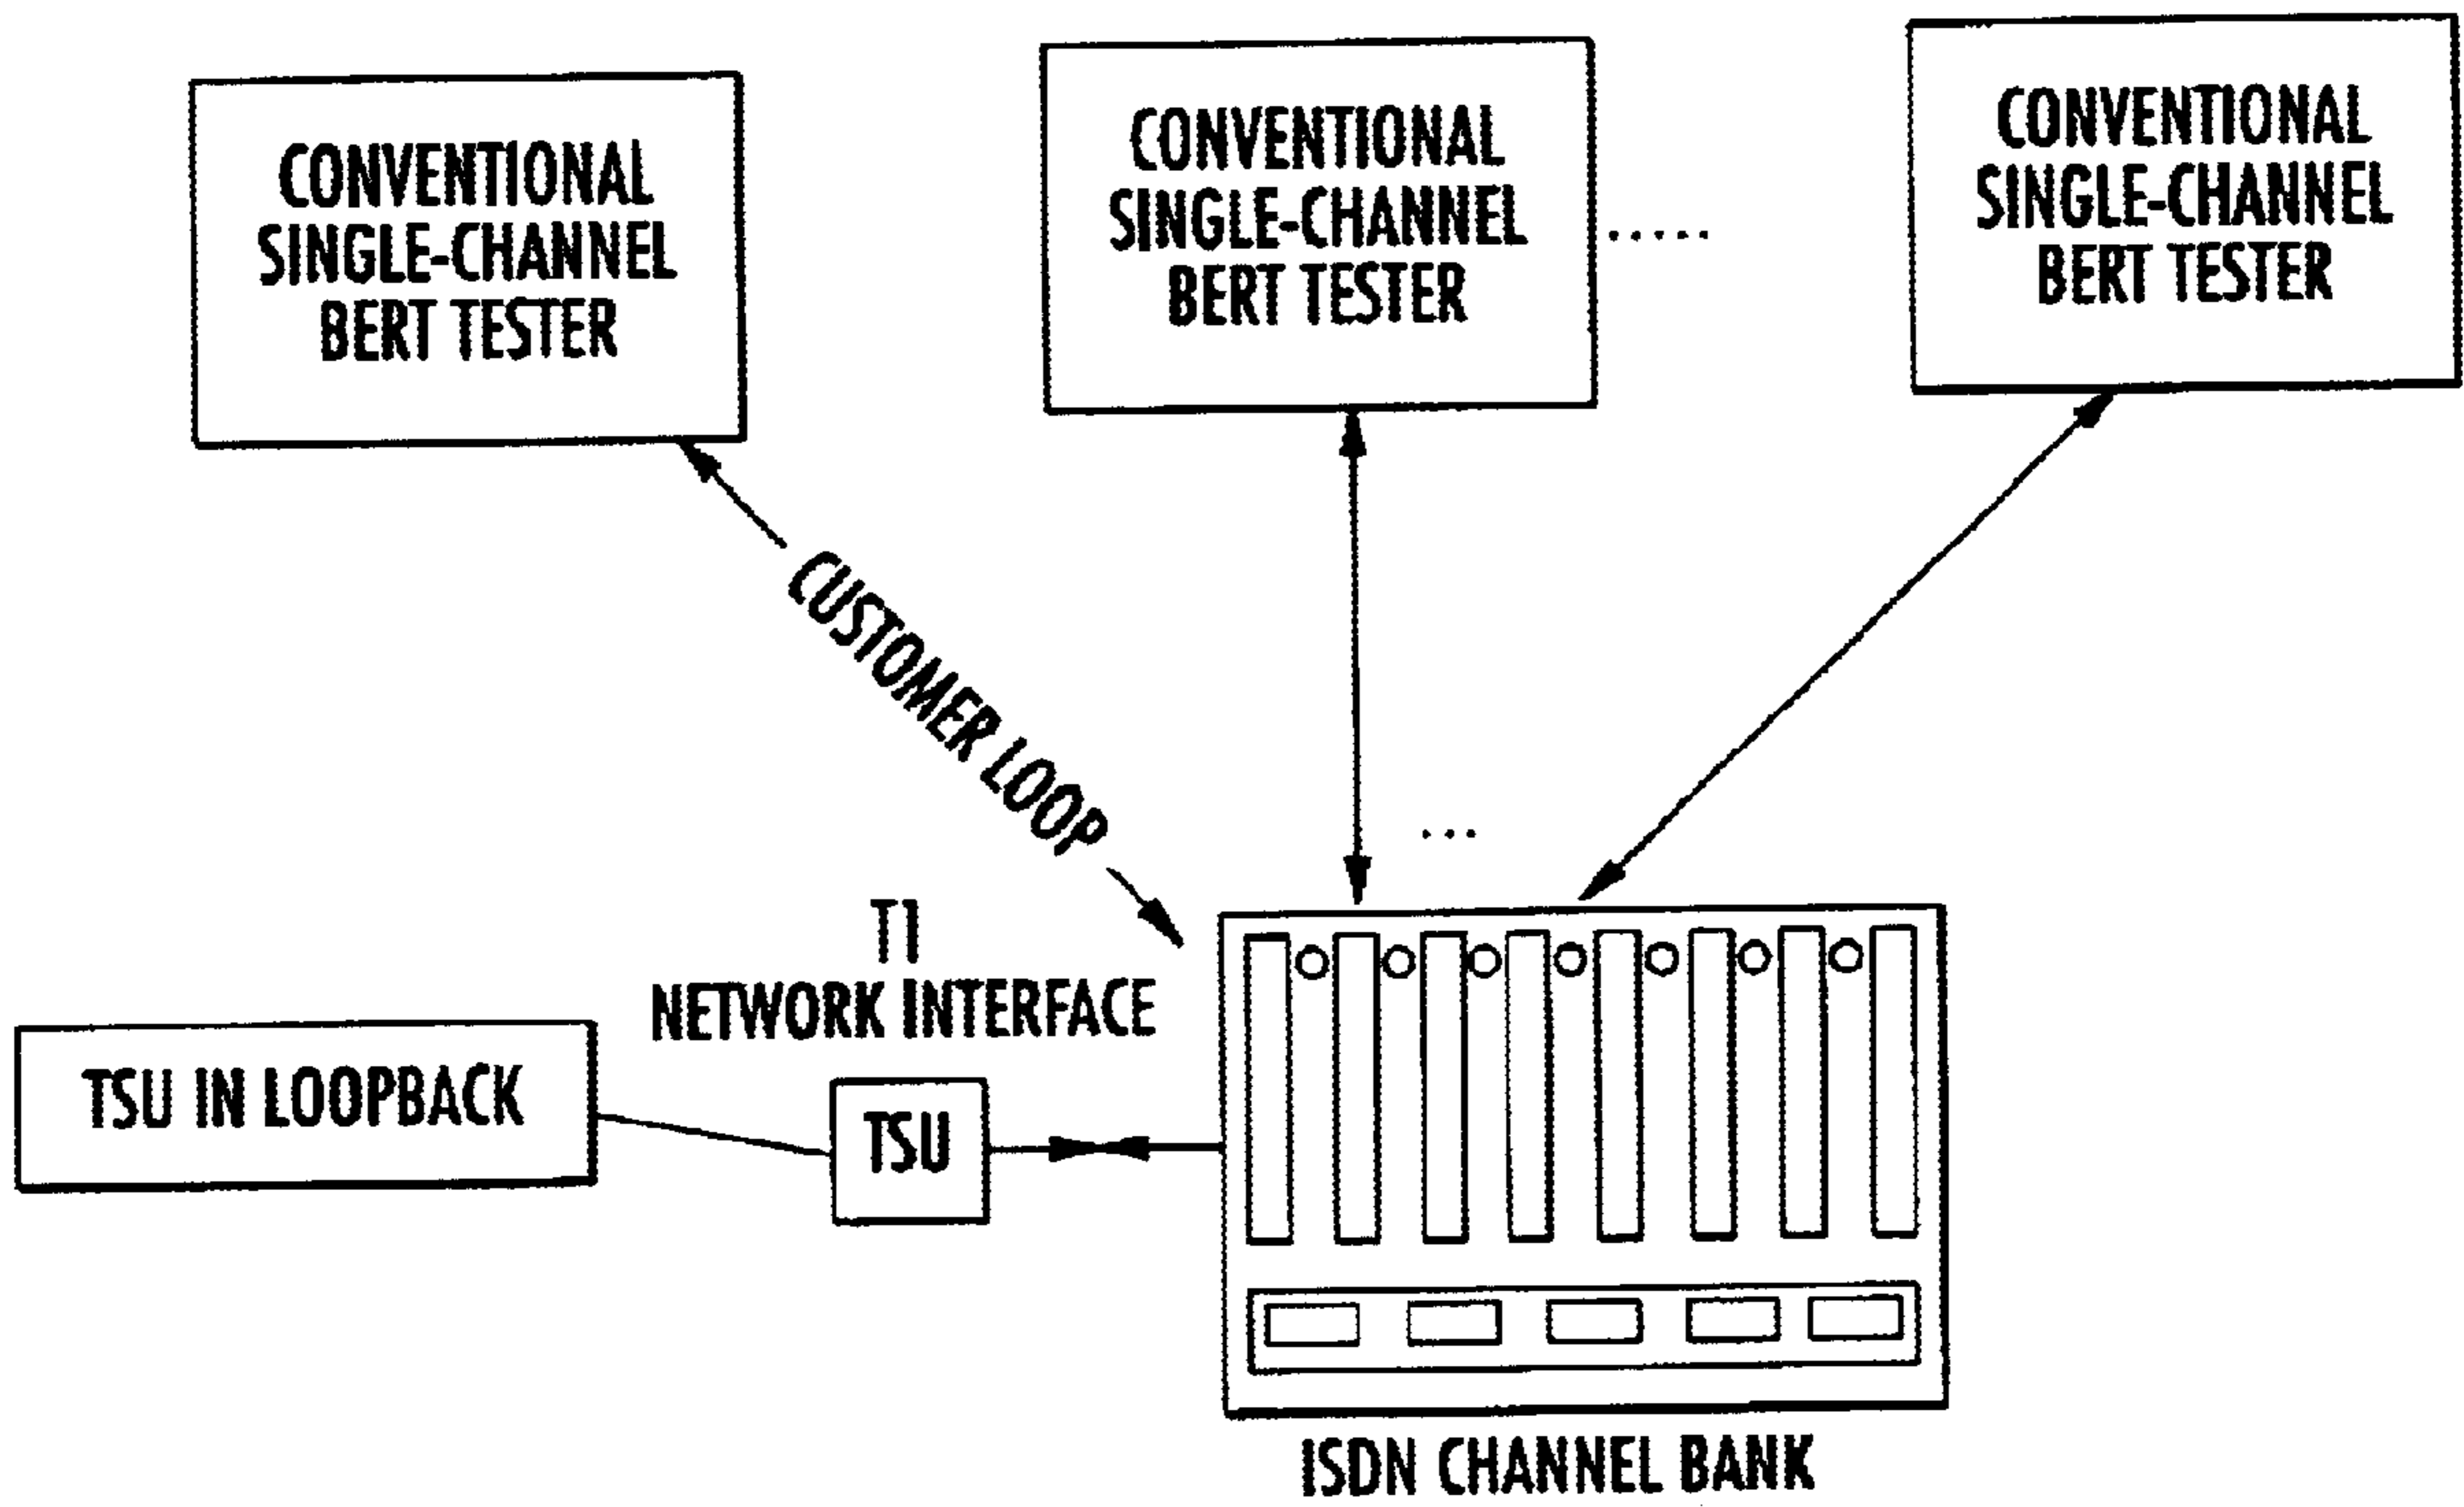 CONVENTIONAL
SINGLE-CHANNEL
BERT TESTER
CONVENTIONAL
SINGLE-CHANNEL
BERT TESTER
.....
CONVENTIONAL
SINGLE-CHANNEL
BERT TESTER
CUSTOMER LOOP
...
T1
NETWORK INTERFACE
TSU IN LOOPBACK
TSU
ISDN CHANNEL BANK